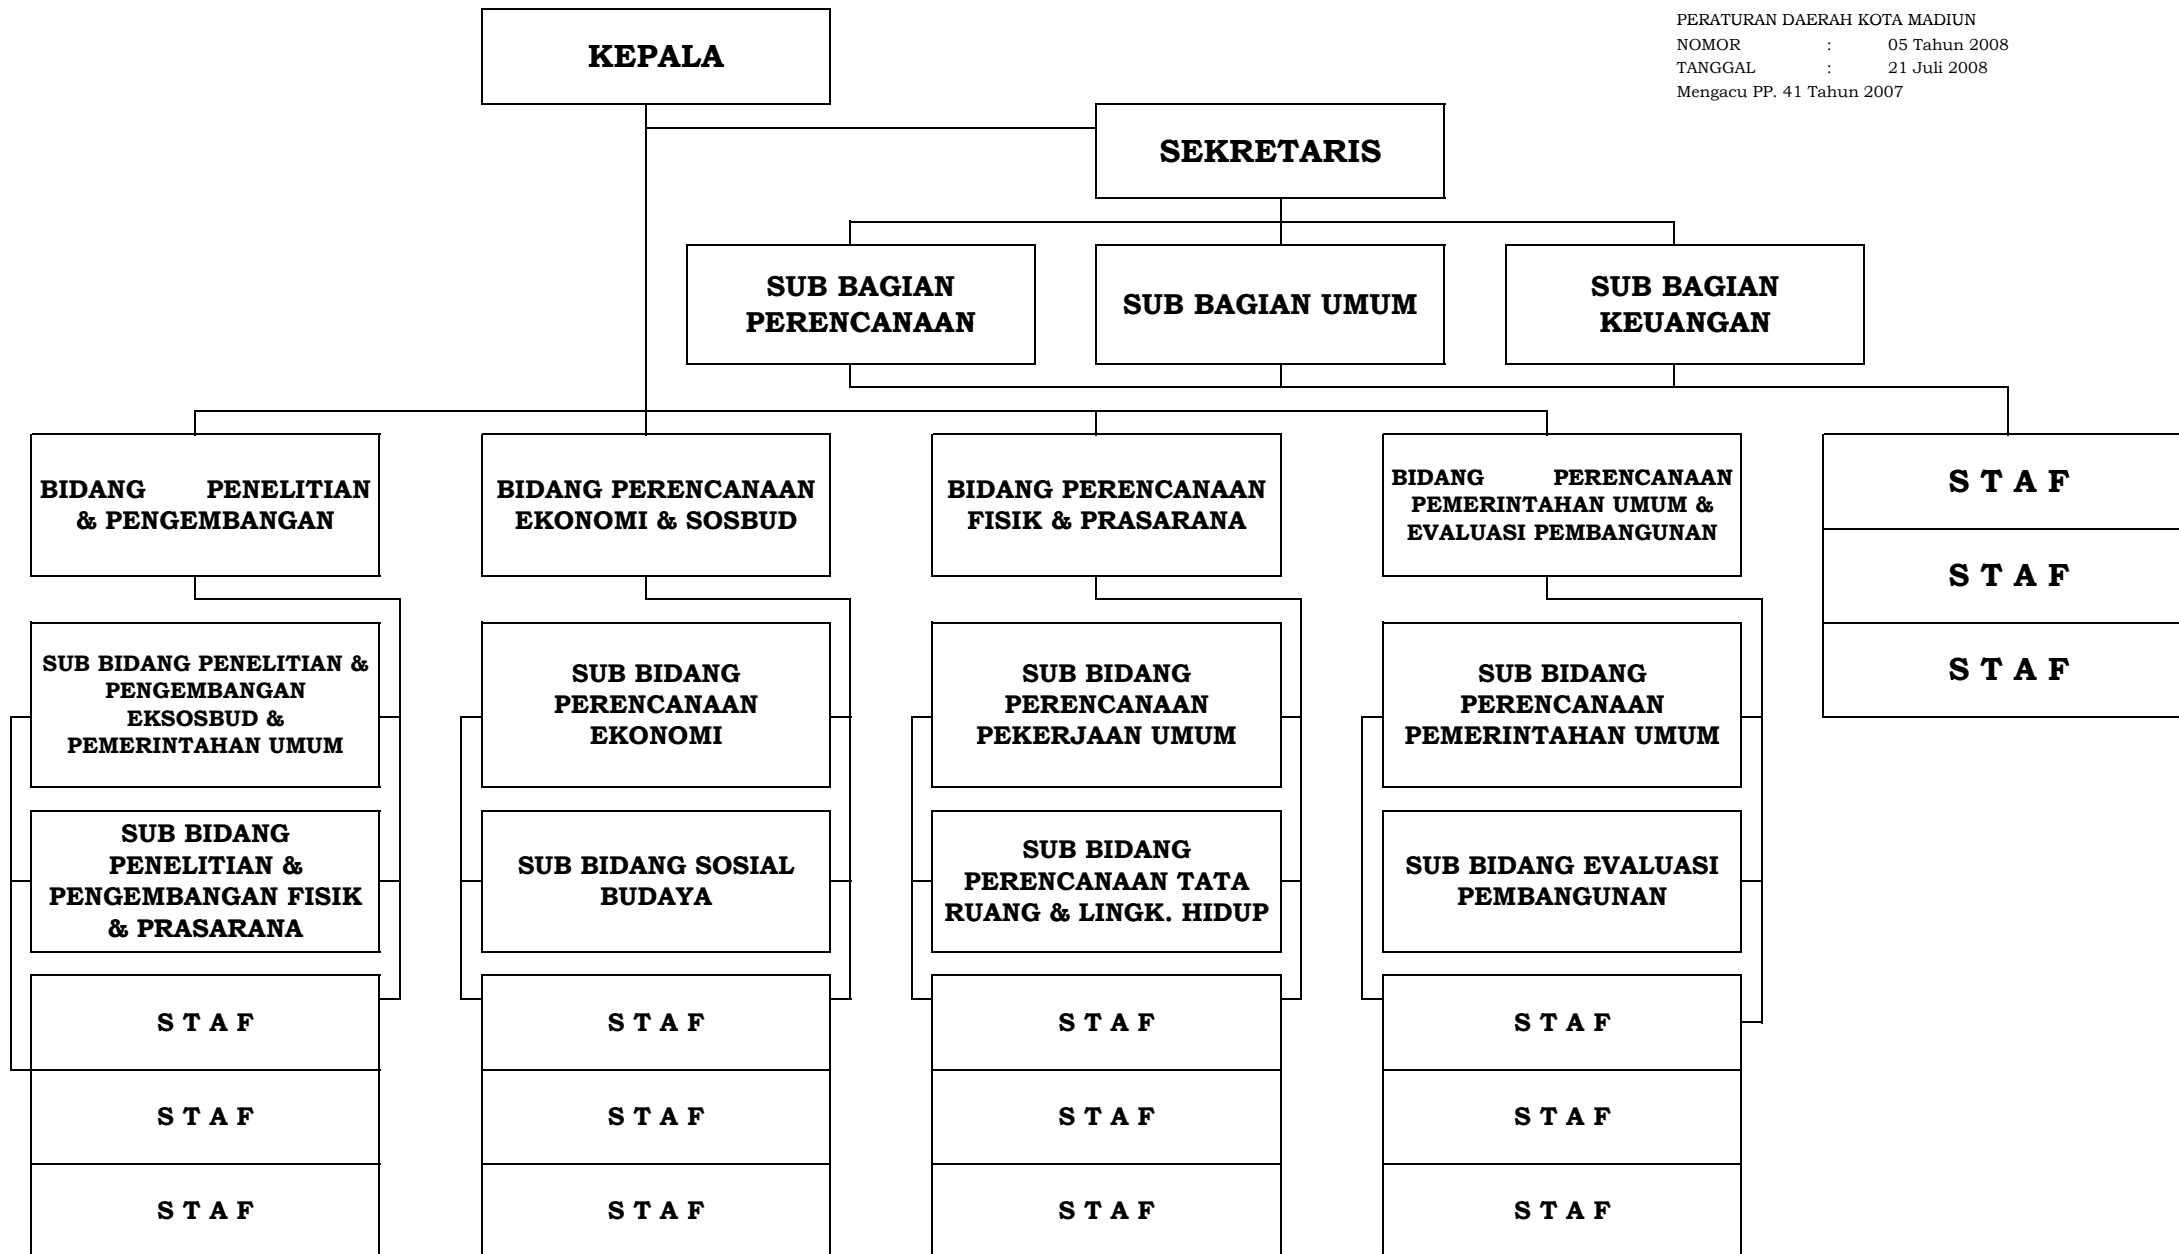 KEPALA
PERATURAN DAERAH KOTA MADIUN
NOMOR : 05 Tahun 2008
TANGGAL : 21 Juli 2008
Mengacu PP. 41 Tahun 2007
SEKRETARIS
SUB BAGIAN
PERENCANAAN
SUB BAGIAN UMUM
SUB BAGIAN
KEUANGAN
BIDANG PENELITIAN
& PENGEMBANGAN
BIDANG PERENCANAAN
EKONOMI & SOSBUD
BIDANG PERENCANAAN
FISIK & PRASARANA
BIDANG PERENCANAAN
PEMERINTAHAN UMUM &
EVALUASI PEMBANGUNAN
S T A F
S T A F
S T A F
SUB BIDANG PENELITIAN &
PENGEMBANGAN
EKSOSBUD &
PEMERINTAHAN UMUM
SUB BIDANG
PERENCANAAN
EKONOMI
SUB BIDANG
PERENCANAAN
PEKERJAAN UMUM
SUB BIDANG
PERENCANAAN
PEMERINTAHAN UMUM
SUB BIDANG
PENELITIAN &
PENGEMBANGAN FISIK
& PRASARANA
SUB BIDANG SOSIAL
BUDAYA
SUB BIDANG
PERENCANAAN TATA
RUANG & LINGK. HIDUP
SUB BIDANG EVALUASI
PEMBANGUNAN
S T A F
S T A F
S T A F
S T A F
S T A F
S T A F
S T A F
S T A F
S T A F
S T A F
S T A F
S T A F